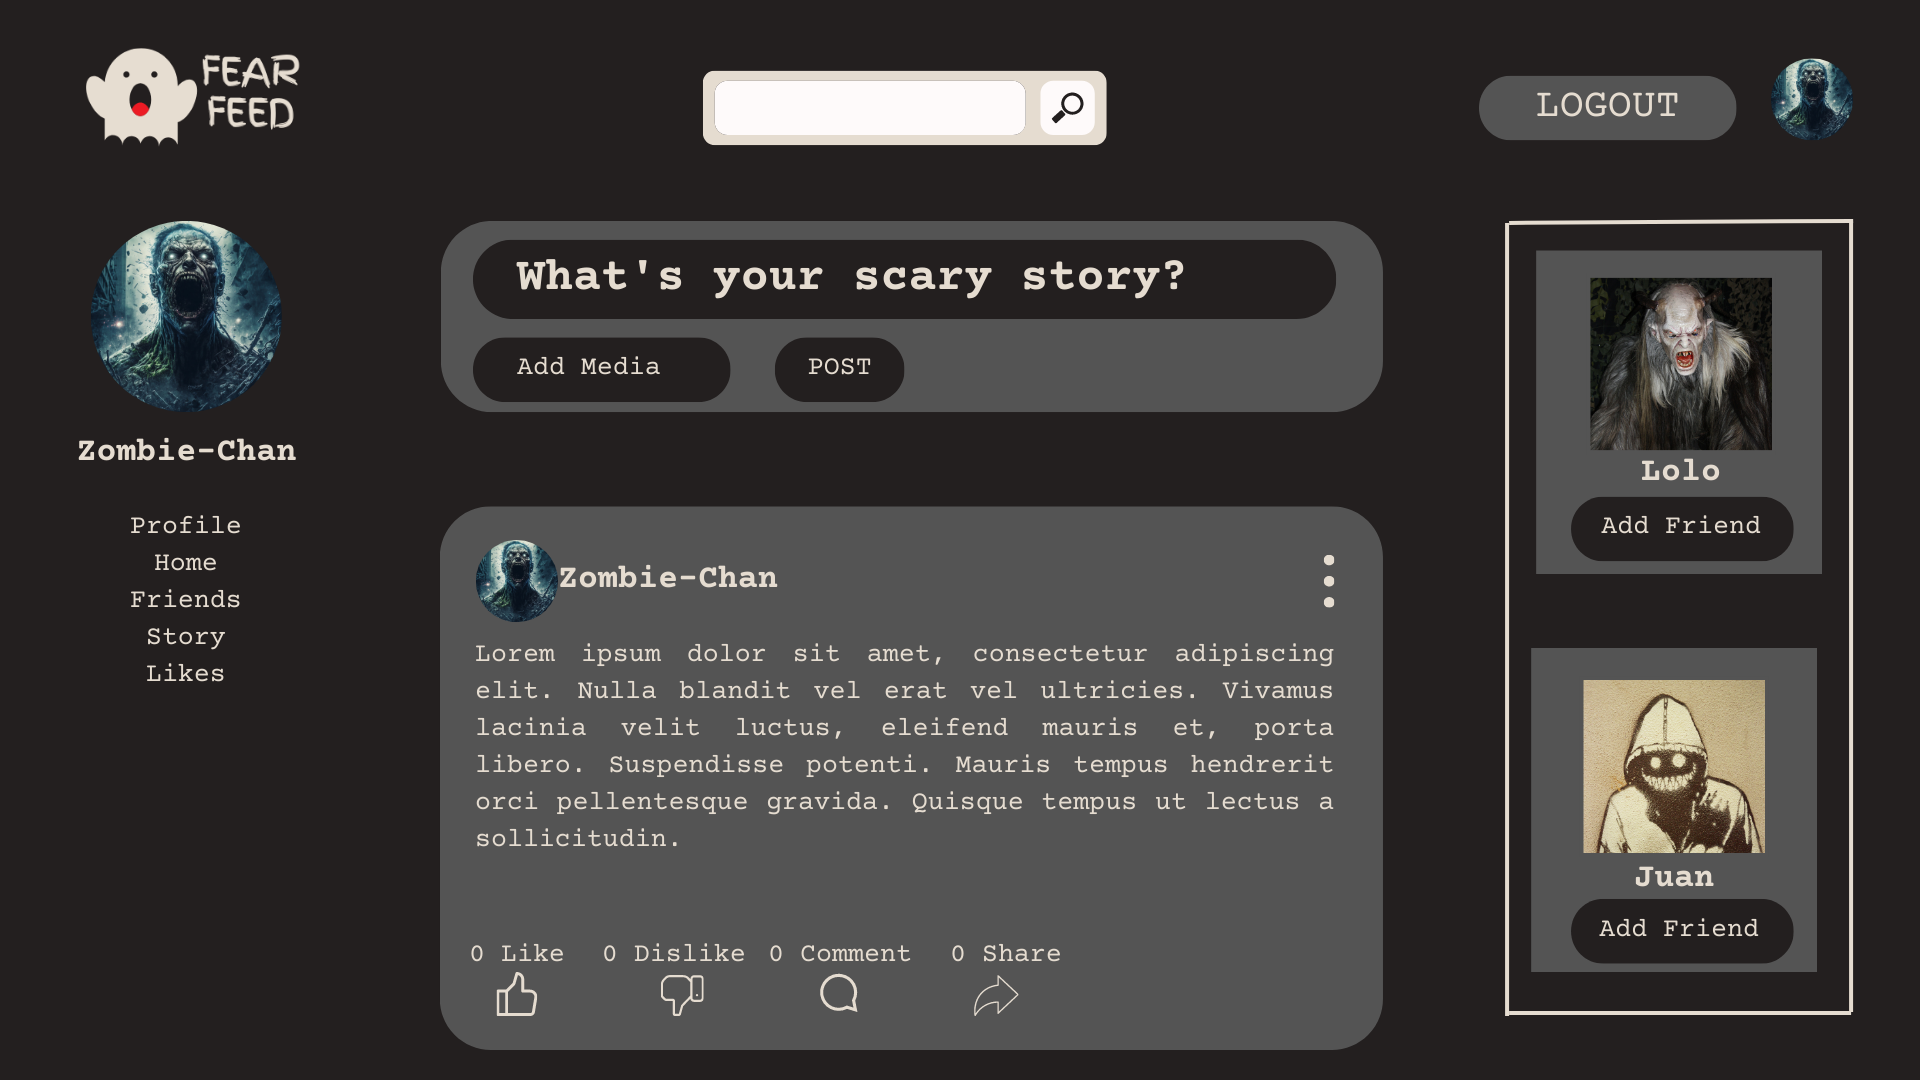 FEAR
FEED
LOGOUT
Zombie-Chan
Profile
Home
Friends
Story
Likes
What's your scary story?
Add Media
POST
Zombie-Chan
Lorem ipsum dolor sit amet, consectetur adipiscing
elit. Nulla blandit vel erat vel ultricies. Vivamus
lacinia velit luctus, eleifend mauris et, porta
libero. Suspendisse potenti. Mauris tempus hendrerit
orci pellentesque gravida. Quisque tempus ut lectus a
sollicitudin.
0 Like
0 Dislike
0 Comment
0 Share
Lolo
Add Friend
Juan
Add Friend